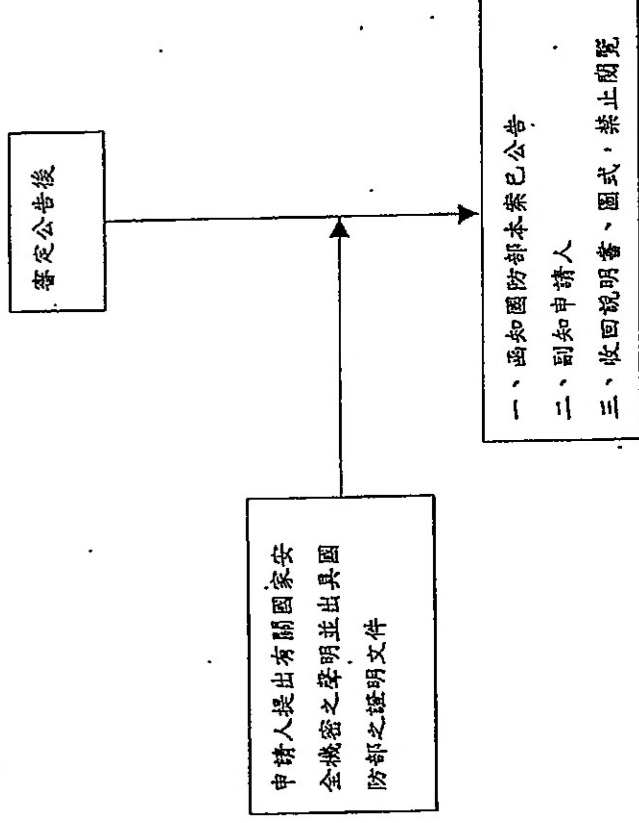 審定公告後
申請人提出有關國家安
全機密之聲明並出具國
防部之證明文件
一、函知國防部本案已公告
二、副知申請人
三、收回說明書、圖式，禁止閱覽